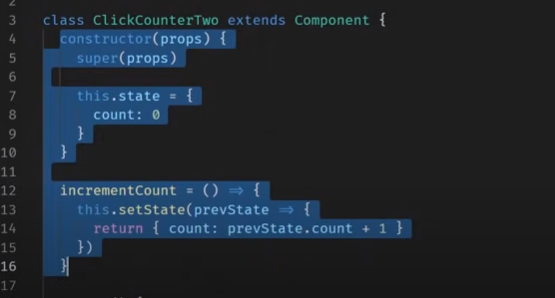 2
3 class ClickCounterTwo extends Component {
4 constructor(props) {
5 super(props)
6
7 this.state = {
8 count: 0
9 }
10 }
11
12 incrementCount = () => {
13 this.setState(prevState => {
14 return { count: prevState.count + 1 }
15 })
16 }
17